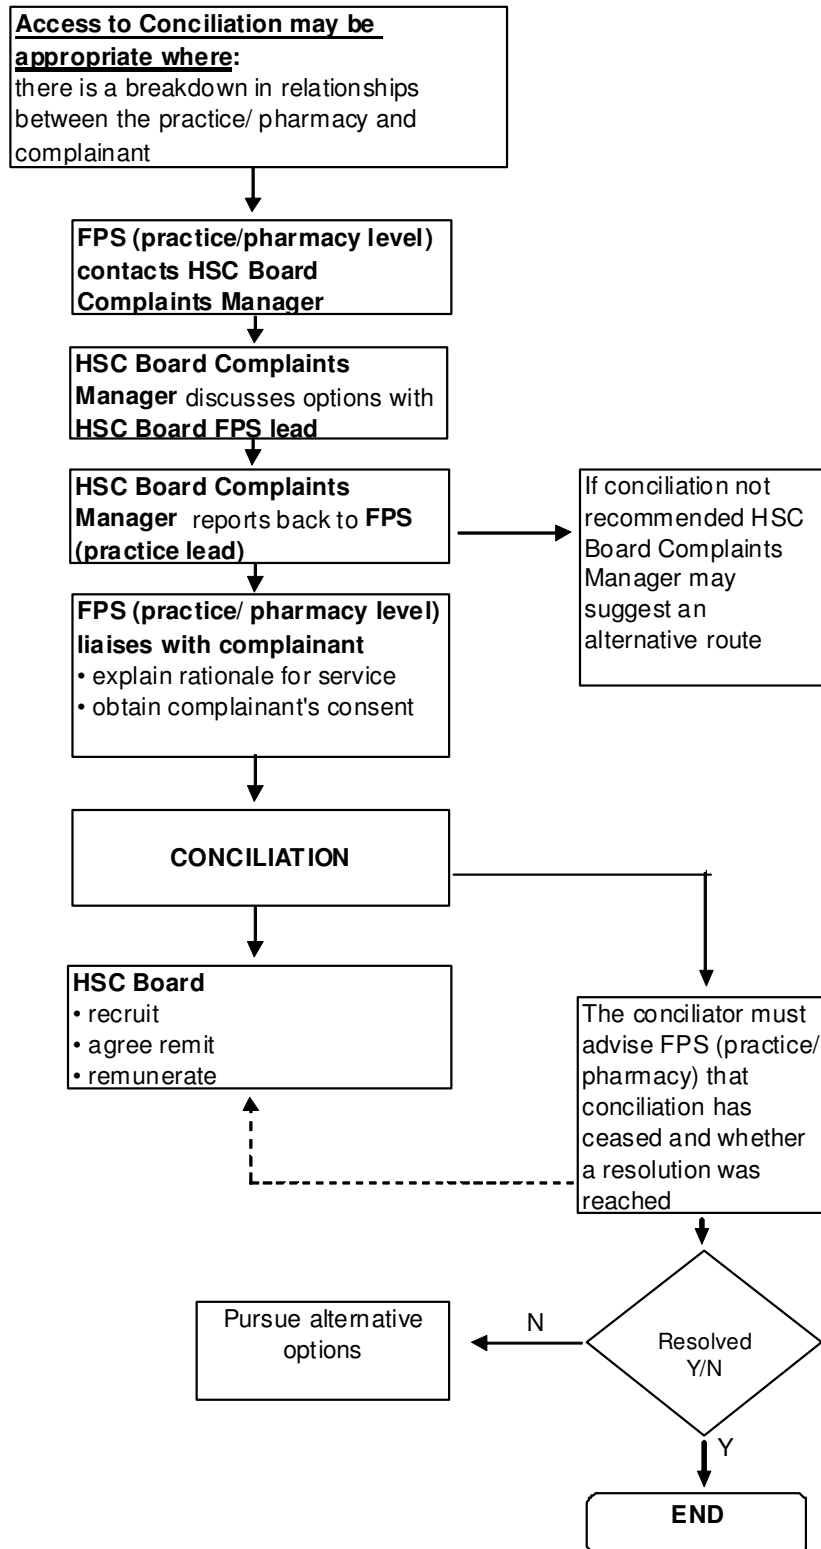 Access to Conciliation may be
appropriate where:
there is a breakdown in relationships
between the practice/ pharmacy and
complainant
FPS (practice/pharmacy level)
contacts HSC Board
Complaints Manager
HSC Board Complaints
Manager discusses options with
HSC Board FPS lead
HSC Board Complaints
Manager reports back to FPS
(practice lead)
If conciliation not
recommended HSC
Board Complaints
Manager may
suggest an
alternative route
FPS (practice/ pharmacy level)
liaises with complainant
• explain rationale for service
• obtain complainant's consent
CONCILIATION
HSC Board
• recruit
• agree remit
• remunerate
The conciliator must
advise FPS (practice/
pharmacy) that
conciliation has
ceased and whether
a resolution was
reached
Resolved
Y/N
N
Pursue alternative
options
Y
END